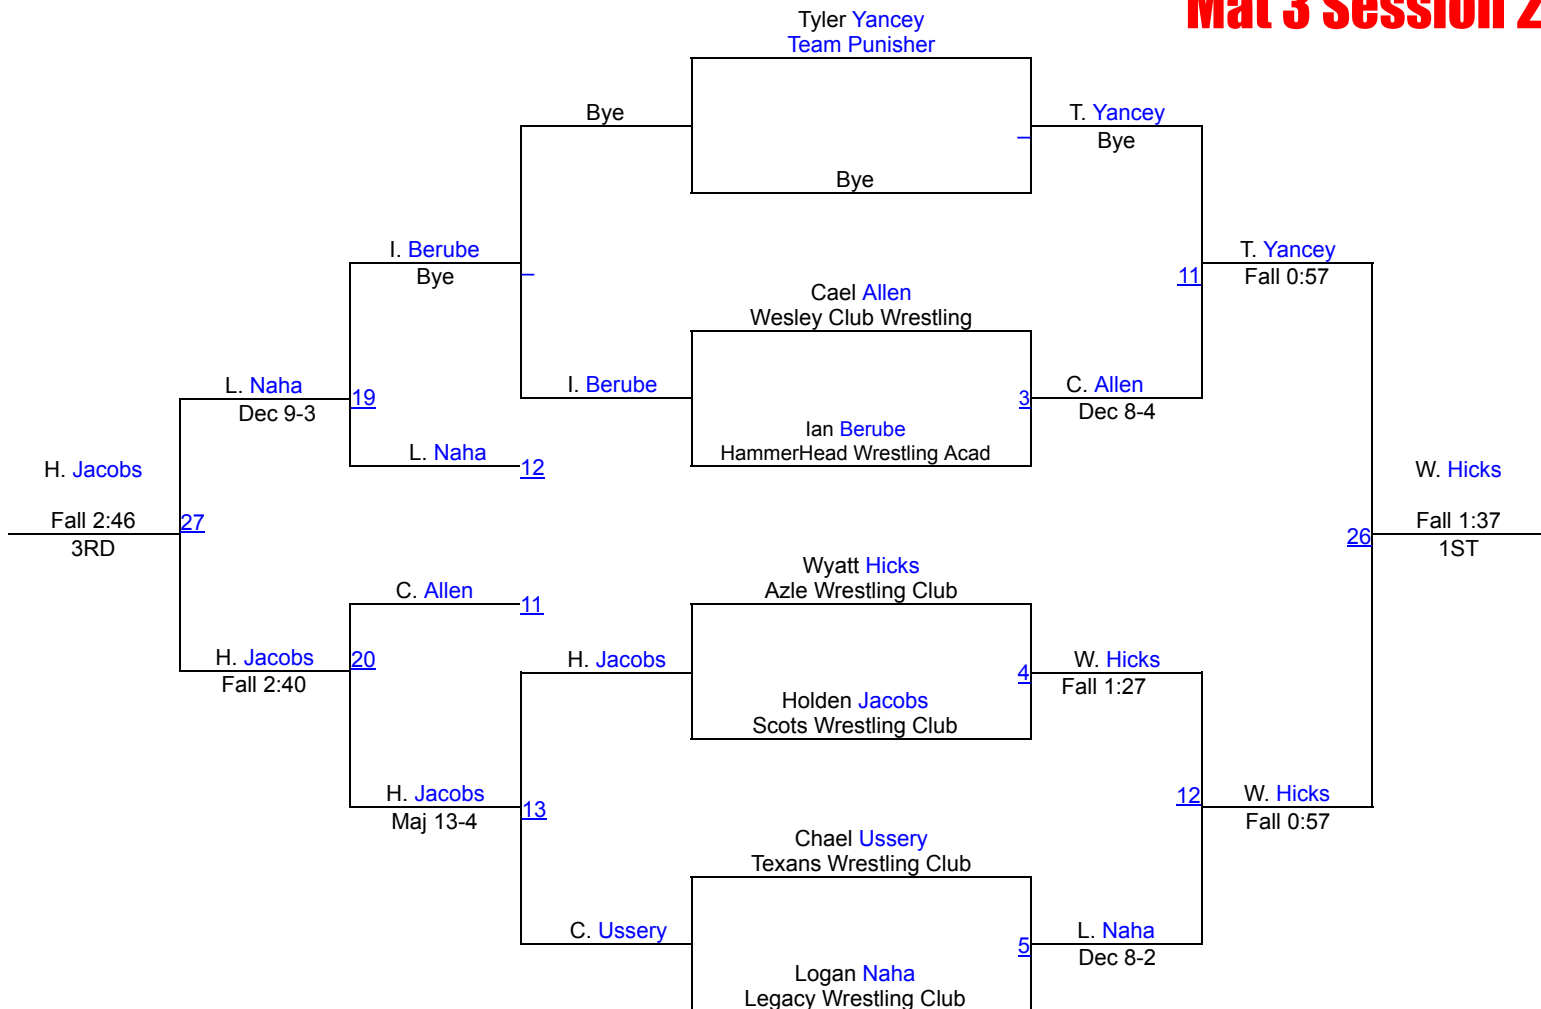 Mat 3 Session 2
Tyler Yancey
Team Punisher
Bye
T. Yancey
Bye
Bye
I. Berube
Bye
T. Yancey
11
Fall 0:57
Cael Allen
Wesley Club Wrestling
L. Naha
19
Dec 9-3
I. Berube
3
C. Allen
Dec 8-4
Ian Berube
HammerHead Wrestling Acad
L. Naha
12
H. Jacobs
Fall 2:46
27
3RD
W. Hicks
26
Fall 1:37
1ST
Wyatt Hicks
Azle Wrestling Club
C. Allen
11
H. Jacobs
20
Fall 2:40
H. Jacobs
4
W. Hicks
Fall 1:27
Holden Jacobs
Scots Wrestling Club
H. Jacobs
13
Maj 13-4
12
W. Hicks
Fall 0:57
Chael Ussery
Texans Wrestling Club
C. Ussery
5
L. Naha
Dec 8-2
Logan Naha
Legacy Wrestling Club